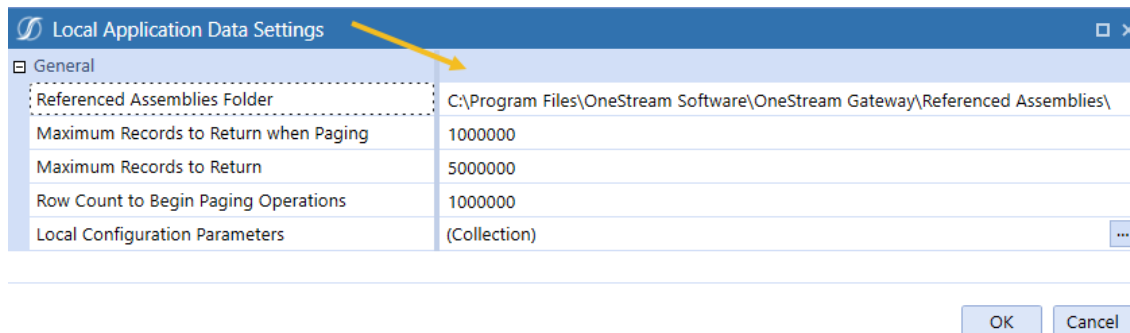 Local Application Data Settings
General
Referenced Assemblies Folder C:\Program Files\OneStream Software\OneStream Gateway\Referenced Assemblies\
Maximum Records to Return when Paging 1000000
Maximum Records to Return 5000000
Row Count to Begin Paging Operations 1000000
Local Configuration Parameters (Collection) ...
OK Cancel